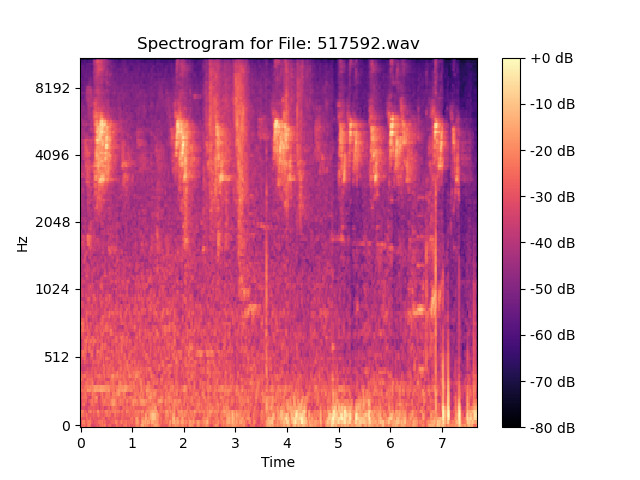 Spectrogram for File: 517592.wav
Hz
8192
4096
2048
1024
512
0
0 1 2 3 4 5 6 7
Time
+0 dB
-10 dB
-20 dB
-30 dB
-40 dB
-50 dB
-60 dB
-70 dB
-80 dB